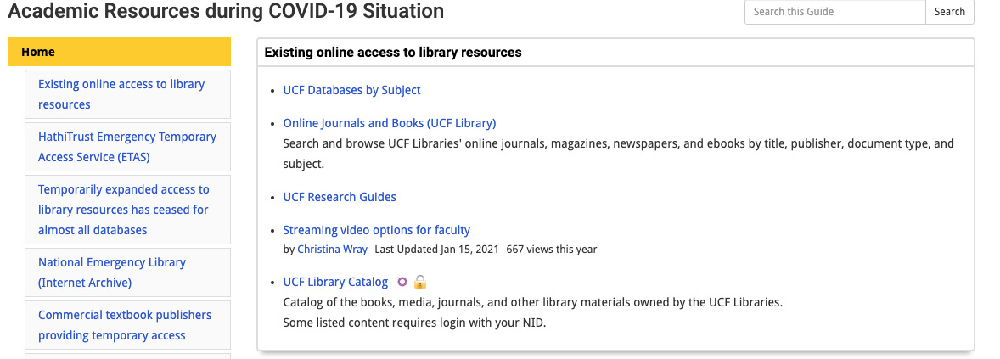 Academic Resources during COVID-19 Situation
Search this Guide
Search
Home
Existing online access to library
resources
HathiTrust Emergency Temporary
Access Service (ETAS)
Temporarily expanded access to
library resources has ceased for
almost all databases
National Emergency Library
(Internet Archive)
Commercial textbook publishers
providing temporary access
Existing online access to library resources
UCF Databases by Subject
Online Journals and Books (UCF Library)
Search and browse UCF Libraries' online journals, magazines, newspapers, and ebooks by title, publisher, document type, and
subject.
UCF Research Guides
Streaming video options for faculty
by Christina Wray Last Updated Jan 15, 2021 667 views this year
UCF Library Catalog
Catalog of the books, media, journals, and other library materials owned by the UCF Libraries.
Some listed content requires login with your NID.